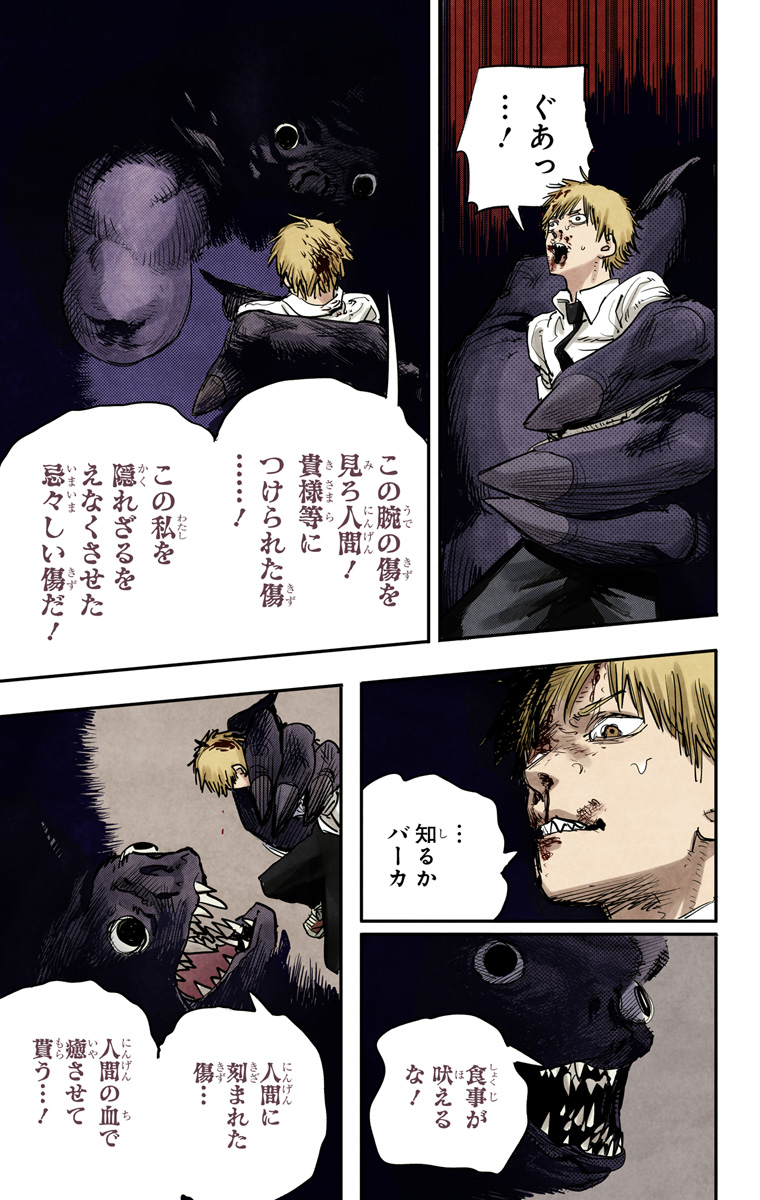 ぐあっ
…！
この腕の傷を
見ろ人間！
貴様等に
つけられた傷
……！
この私を
隠れざるを
えなくさせた
忌々しい傷だ！
…
知るか
バーカ
食事が
吠える
な！
人間に
刻まれた
傷…
人間の血で
癒させて
貰う…！